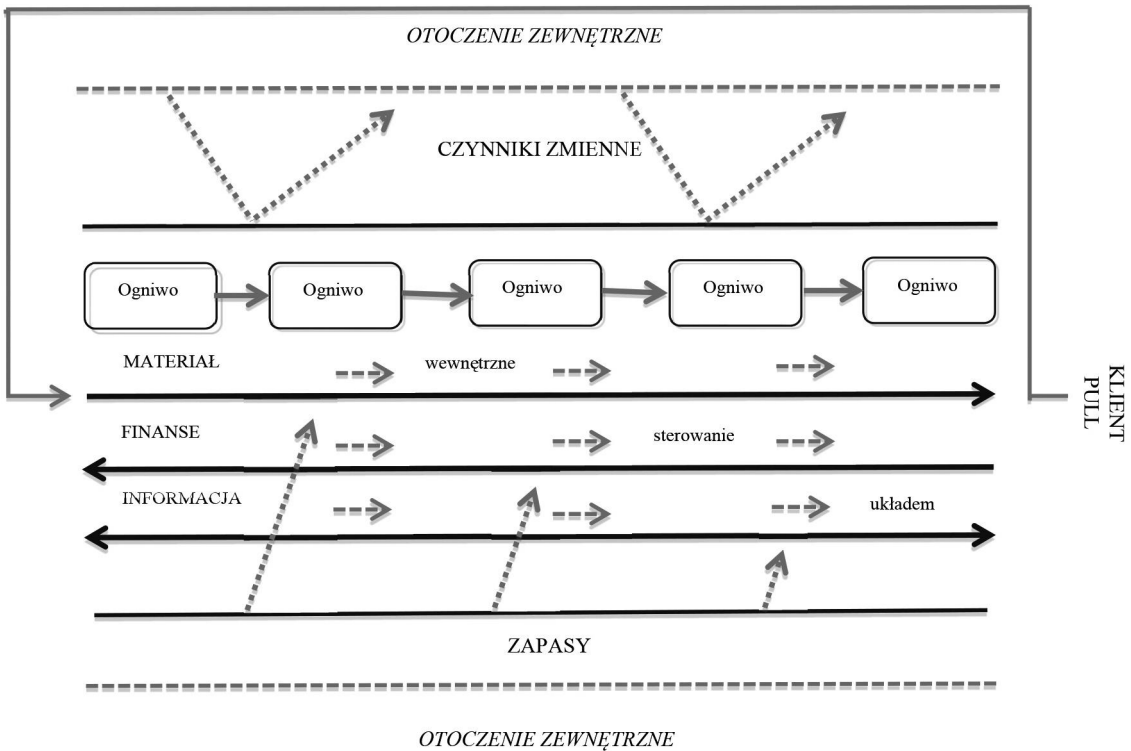 OTOCZENIE ZEWNĘTRZNE
CZYNNIKI ZMIENNE
Ogniwo Ogniwo Ogniwo Ogniwo Ogniwo
MATERIAŁ wewnętrzne
FINANSE sterowanie
INFORMACJA układem
KLIENT
PULL
ZAPASY
OTOCZENIE ZEWNĘTRZNE